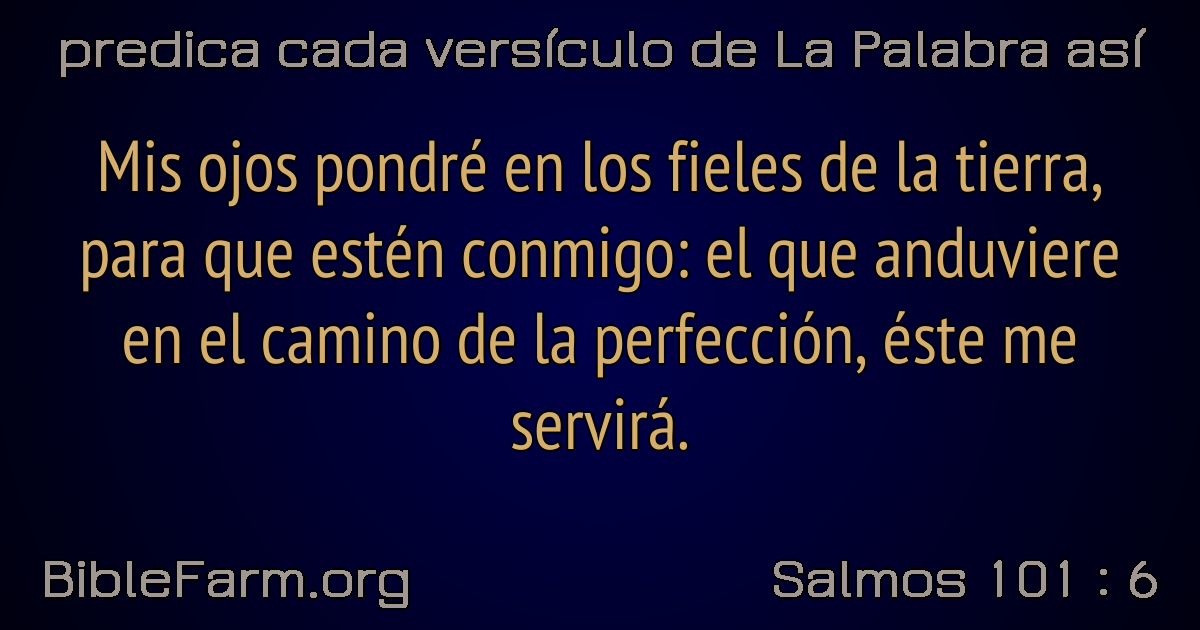 predica cada versículo de La Palabra así
Mis ojos pondré en los fieles de la tierra,
para que estén conmigo: el que anduviere
en el camino de la perfección, éste me
servirá.
BibleFarm.org
Salmos 101 : 6